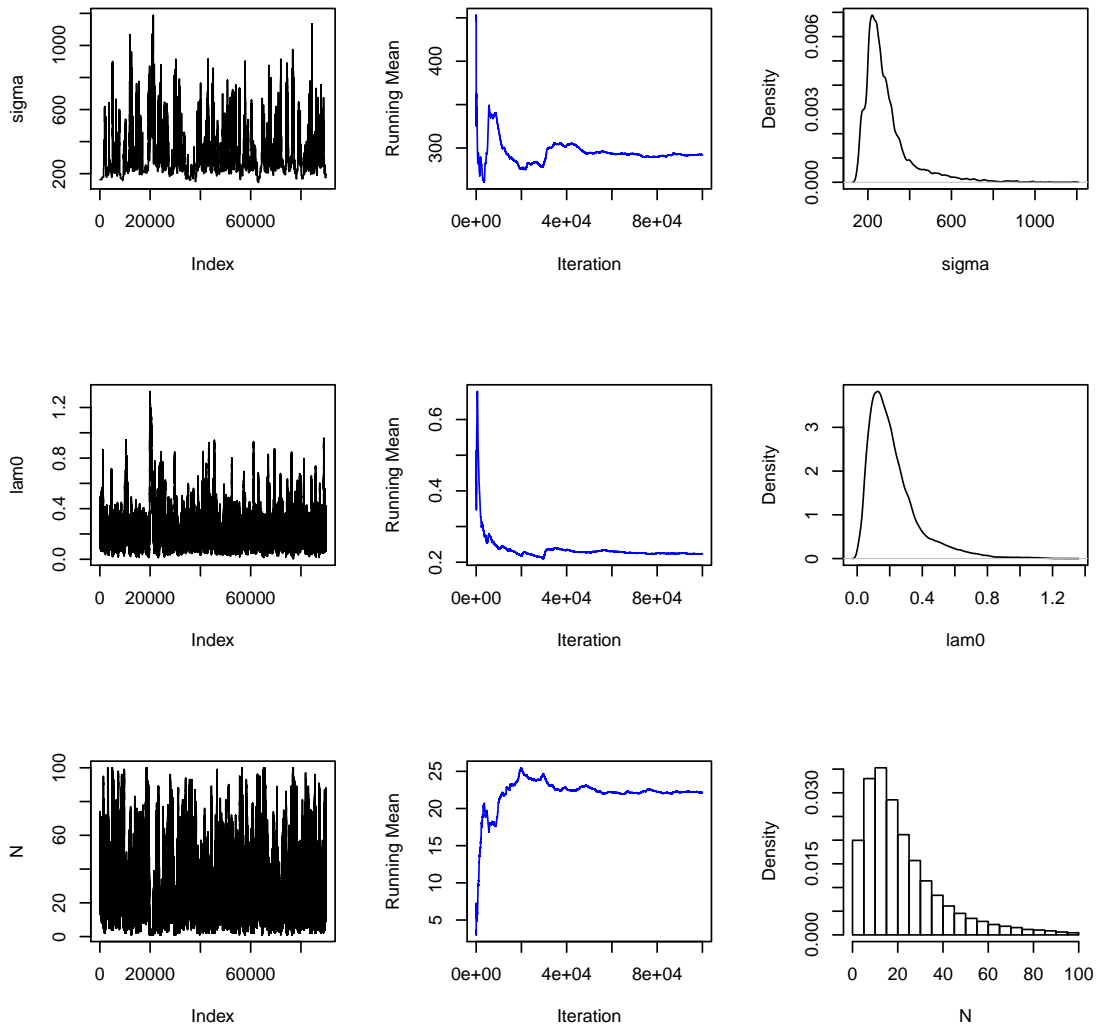 sigma
200 600 1000
0 20000 60000
Index
Running Mean
300 400
0e+00 4e+04 8e+04
Iteration
Density
0.000 0.003 0.006
200 600 1000
sigma
lam0
0.0 0.4 0.8 1.2
0 20000 60000
Index
Running Mean
0.2 0.4 0.6
0e+00 4e+04 8e+04
Iteration
Density
0 1 2 3
0.0 0.4 0.8 1.2
lam0
N
0 20 60 100
0 20000 60000
Index
Running Mean
5 10 15 20 25
0e+00 4e+04 8e+04
Iteration
Density
0.000 0.015 0.030
0 20 40 60 80 100
N